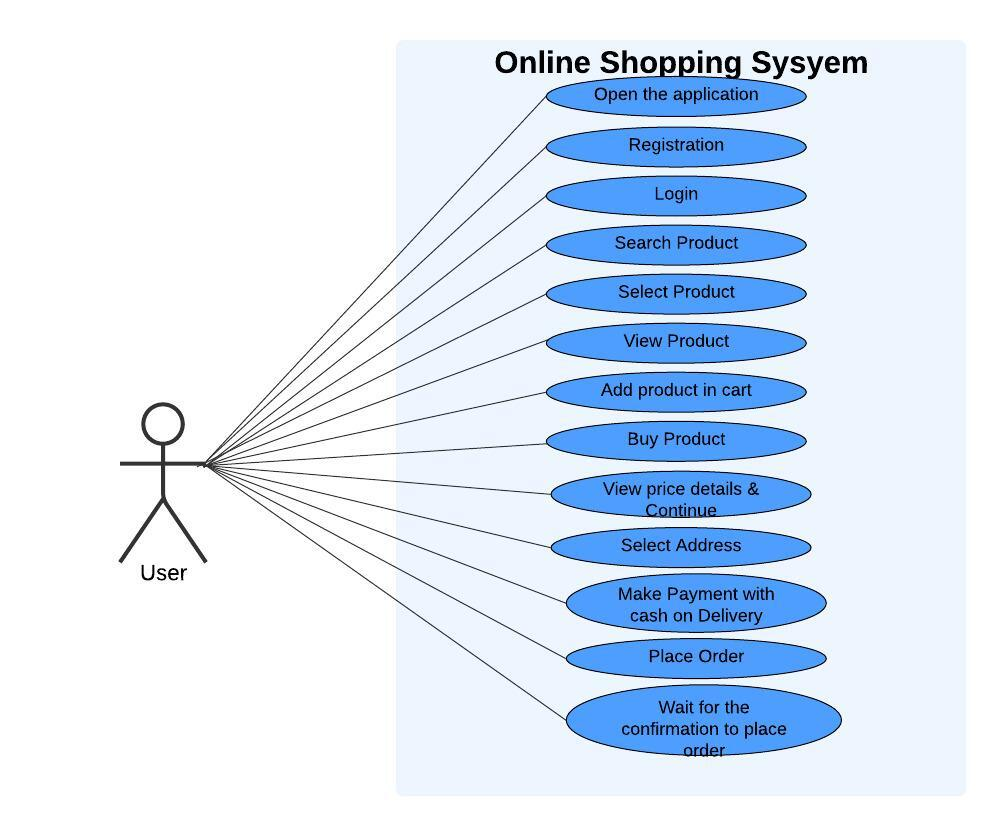 Online Shopping Sysyem
Open the application
Registration
Login
Search Product
Select Product
View Product
Add product in cart
Buy Product
View price details &
Continue
Select Address
Make Payment with
cash on Delivery
Place Order
Wait for the
confirmation to place
order
User